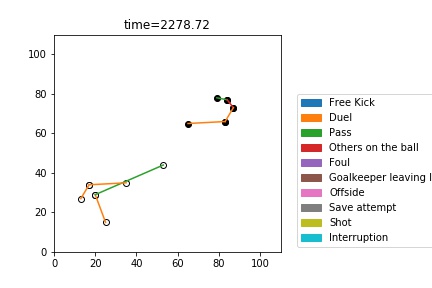 time=2278.72
100
80
60
40
20
0
0 20 40 60 80 100
Free Kick
Duel
Pass
Others on the ball
Foul
Goalkeeper leaving l
Offside
Save attempt
Shot
Interruption